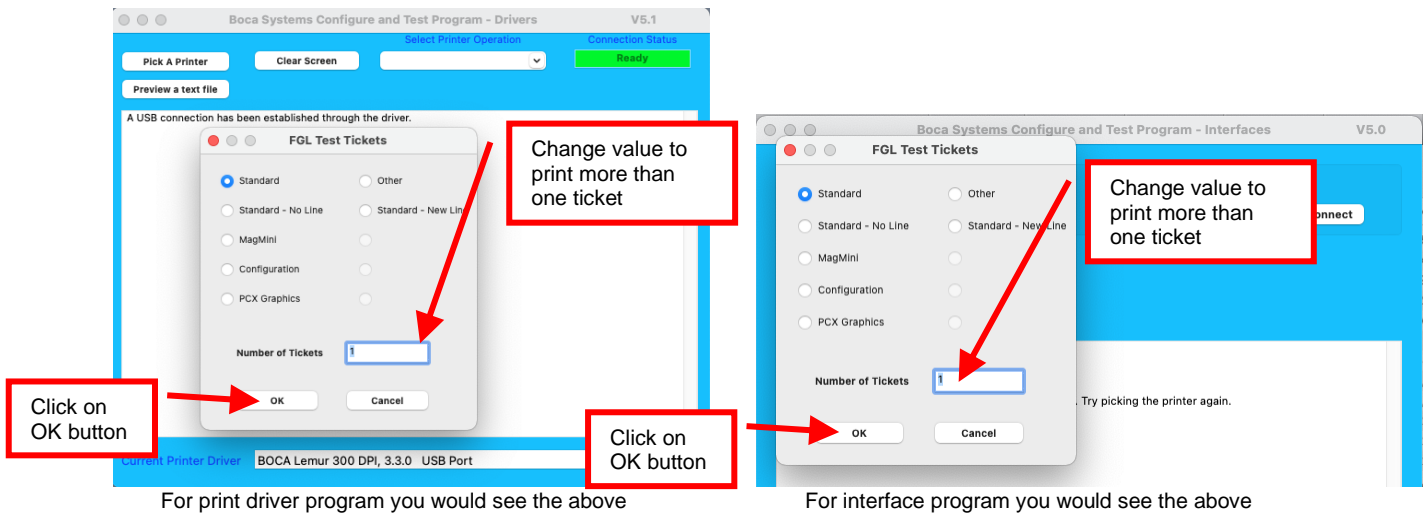 Boca Systems Configure and Test Program - Drivers V5.1
Select Printer Operation Connection Status
Pick A Printer Clear Screen Ready
Preview a text file
A USB connection has been established through the driver.
FGL Test Tickets
Standard Other
Standard - No Line Standard - New Line
MagMini
Configuration
PCX Graphics
Number of Tickets 1
OK Cancel
Change value to
print more than
one ticket
Click on
OK button
Current Printer Driver BOCA Lemur 300 DPI, 3.3.0 USB Port
For print driver program you would see the above
Boca Systems Configure and Test Program - Interfaces V5.0
FGL Test Tickets
Standard Other
Standard - No Line Standard - New Line
MagMini
Configuration
PCX Graphics
Number of Tickets 1
OK Cancel
Change value to
print more than
one ticket
onnect
. Try picking the printer again.
Click on
OK button
For interface program you would see the above